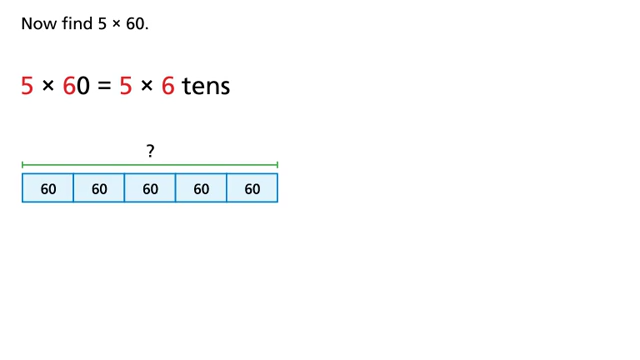 Now find 5 × 60.
5 × 60 = 5 × 6 tens
?
60 60 60 60 60